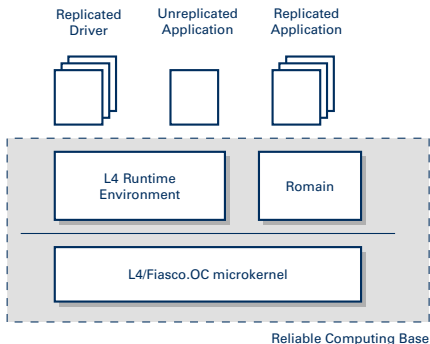 Replicated
Driver
Unreplicated
Application
Replicated
Application
L4 Runtime
Environment
Romain
L4/Fiasco.OC microkernel
Reliable Computing Base